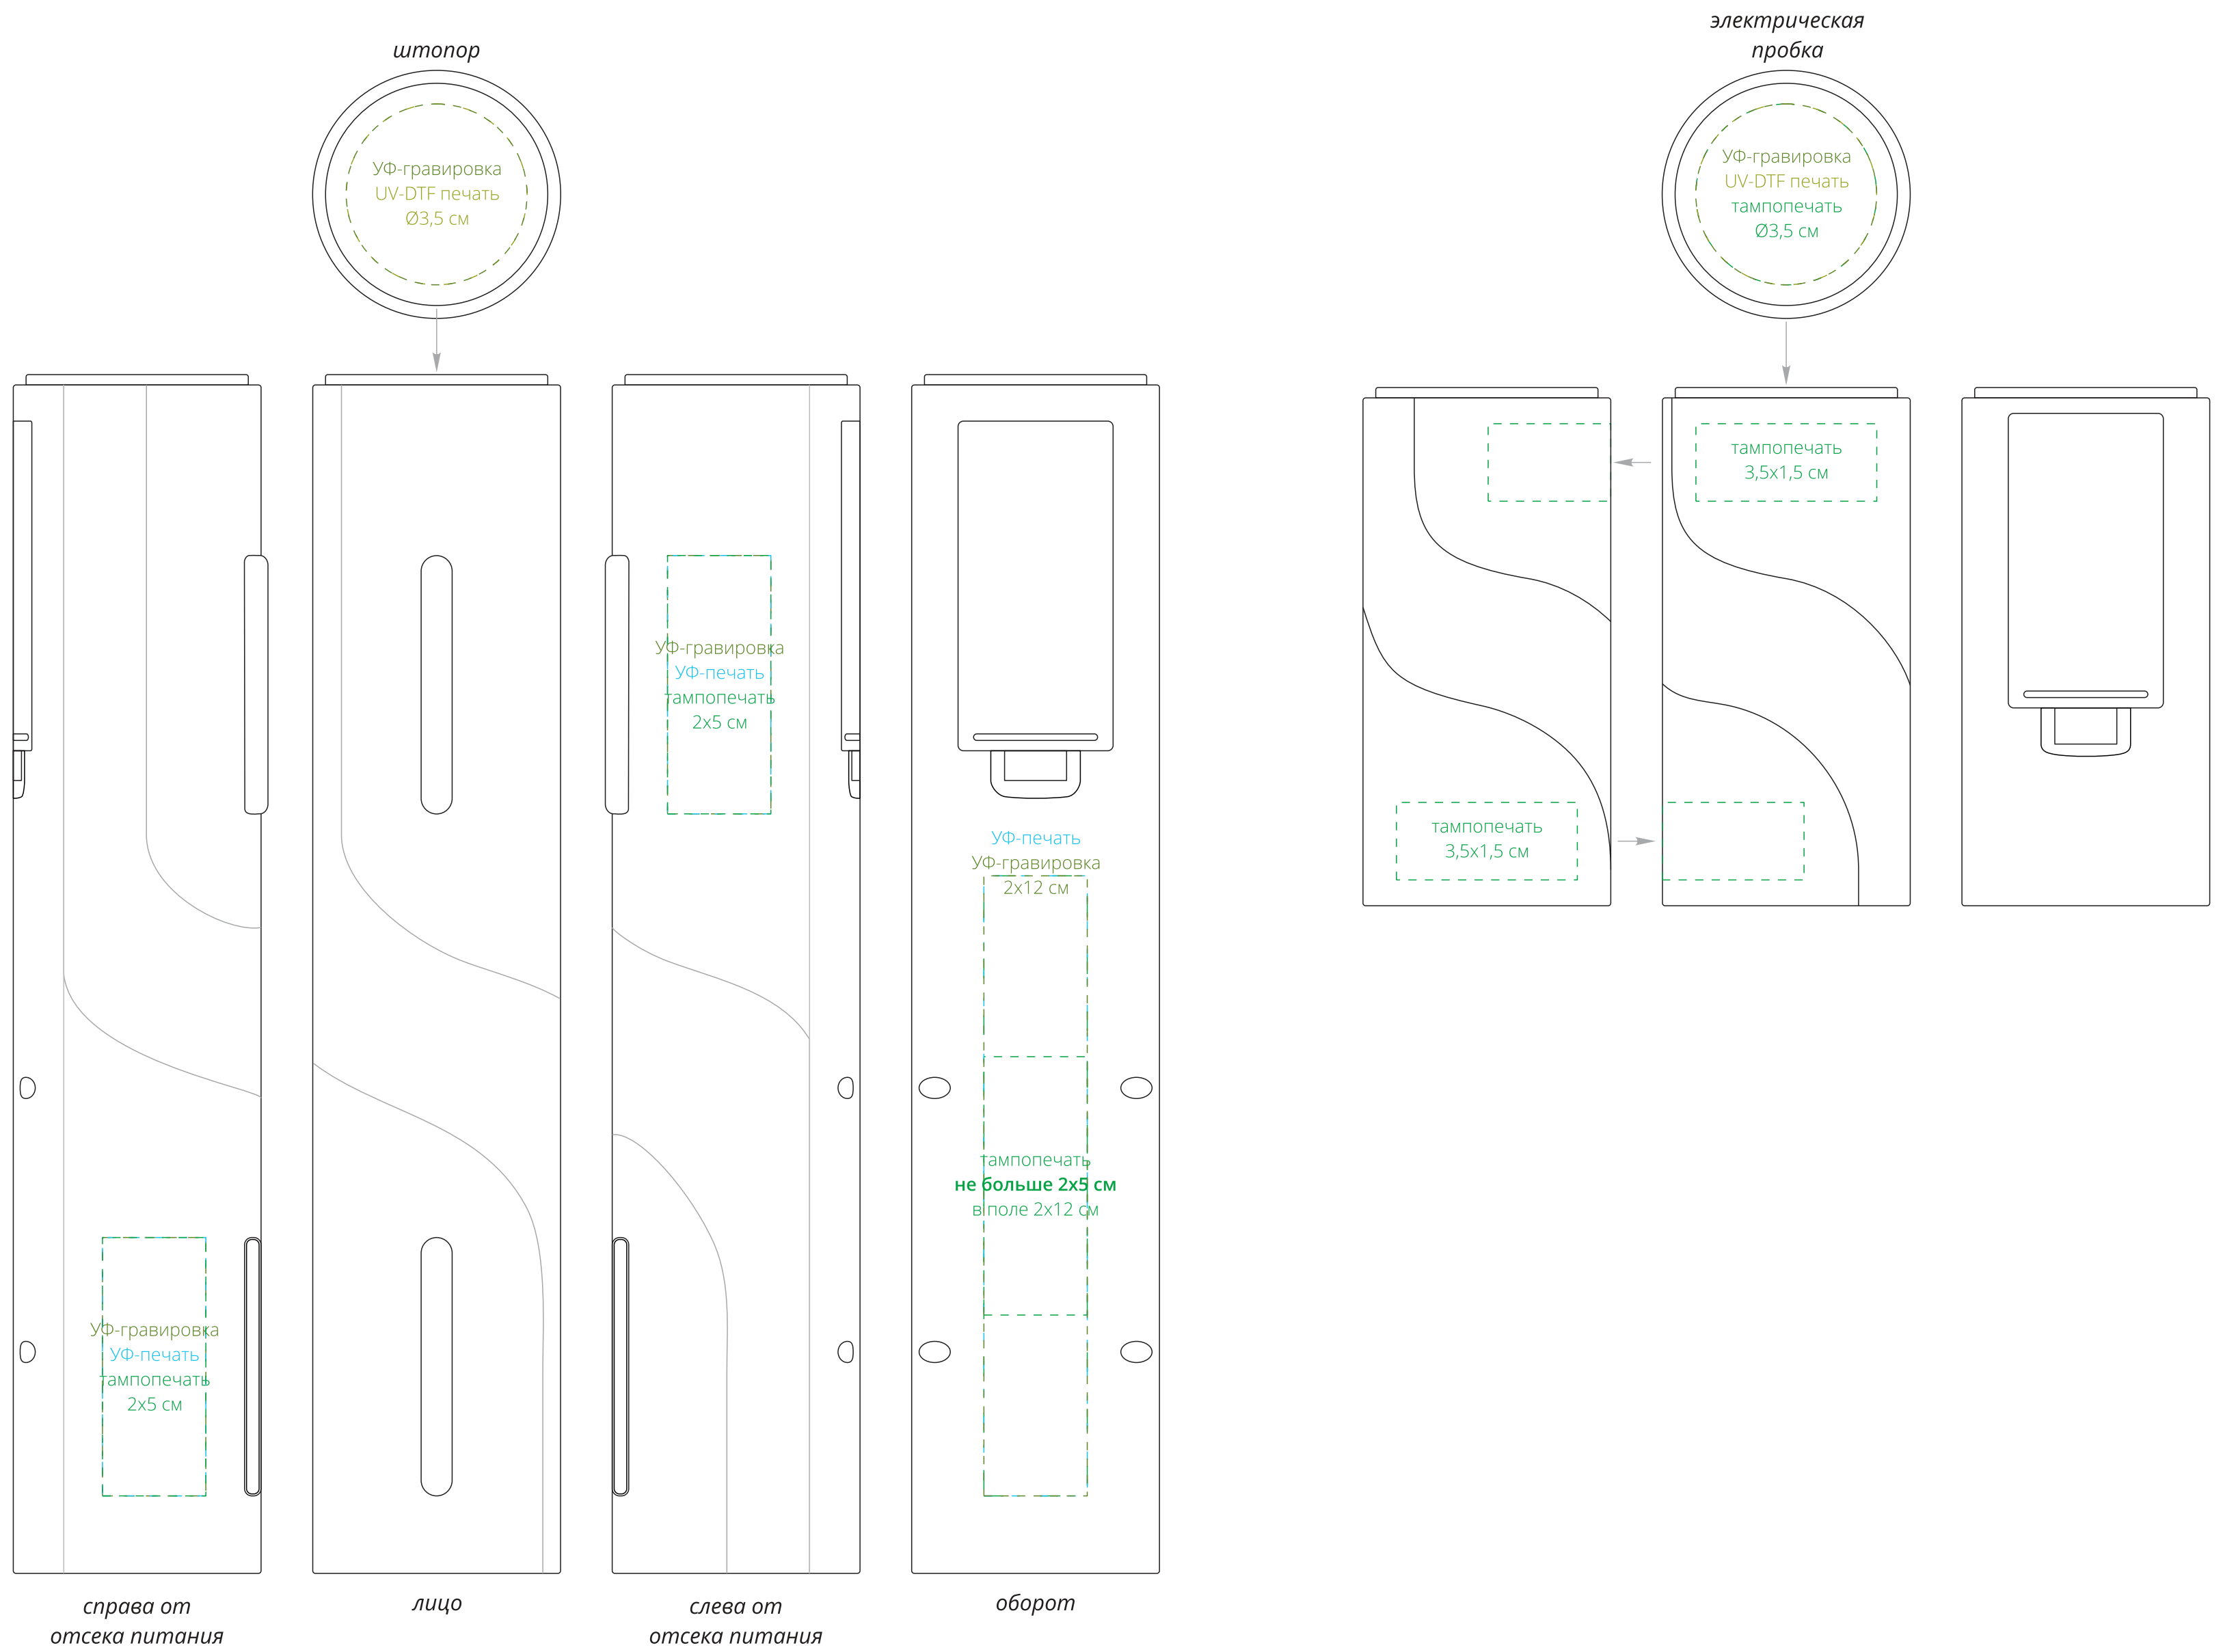 штопор
УФ-гравировка
UV-DTF печать
Ø3,5 см
электрическая
пробка
УФ-гравировка
UV-DTF печать
тампопечать
Ø3,5 см
УФ-гравировка
УФ-печать
тампопечать
2х5 см
УФ-гравировка
УФ-печать
тампопечать
2х5 см
УФ-печать
УФ-гравировка
2х12 см
тампопечать
не больше 2х5 см
в поле 2х12 см
тампопечать
3,5х1,5 см
тампопечать
3,5х1,5 см
справа от
отсека питания
лицо
слева от
отсека питания
оборот